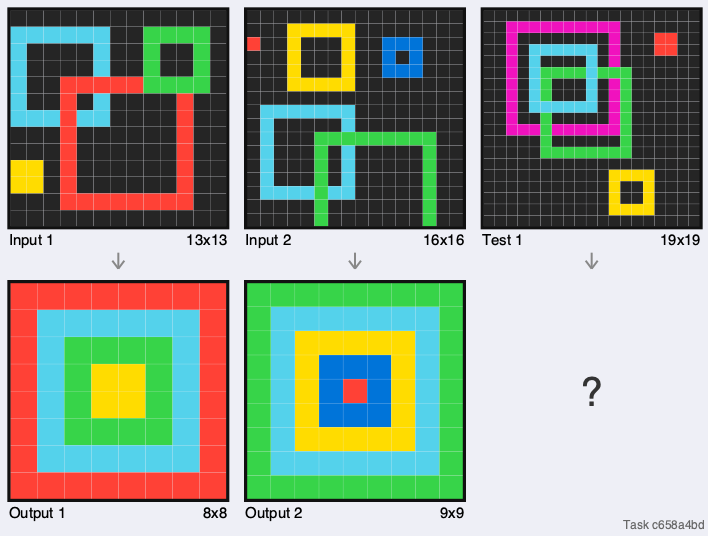 Input 1 13x13
Input 2 16x16
Test 1 19x19
?
Output 1 8x8
Output 2 9x9
Task c658a4bd